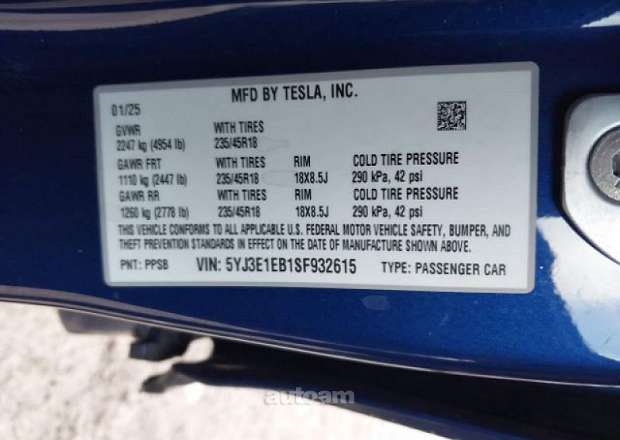 MFD BY TESLA, INC.
01/25
GVWR WITH TIRES
2247 kg (4954 lb) 235/45R18
GAWR FRT WITH TIRES RIM COLD TIRE PRESSURE
1110 kg (2447 lb) 235/45R18 18X8.5J 290 kPa, 42 psi
GAWR RR WITH TIRES RIM COLD TIRE PRESSURE
1260 kg (2778 lb) 235/45R18 18X8.5J 290 kPa, 42 psi
THIS VEHICLE CONFORMS TO ALL APPLICABLE U.S. FEDERAL MOTOR VEHICLE SAFETY, BUMPER, AND
THEFT PREVENTION STANDARDS IN EFFECT ON THE DATE OF MANUFACTURE SHOWN ABOVE.
PNT: PPSB VIN: 5YJ3E1EB1SF932615 TYPE: PASSENGER CAR
autoam